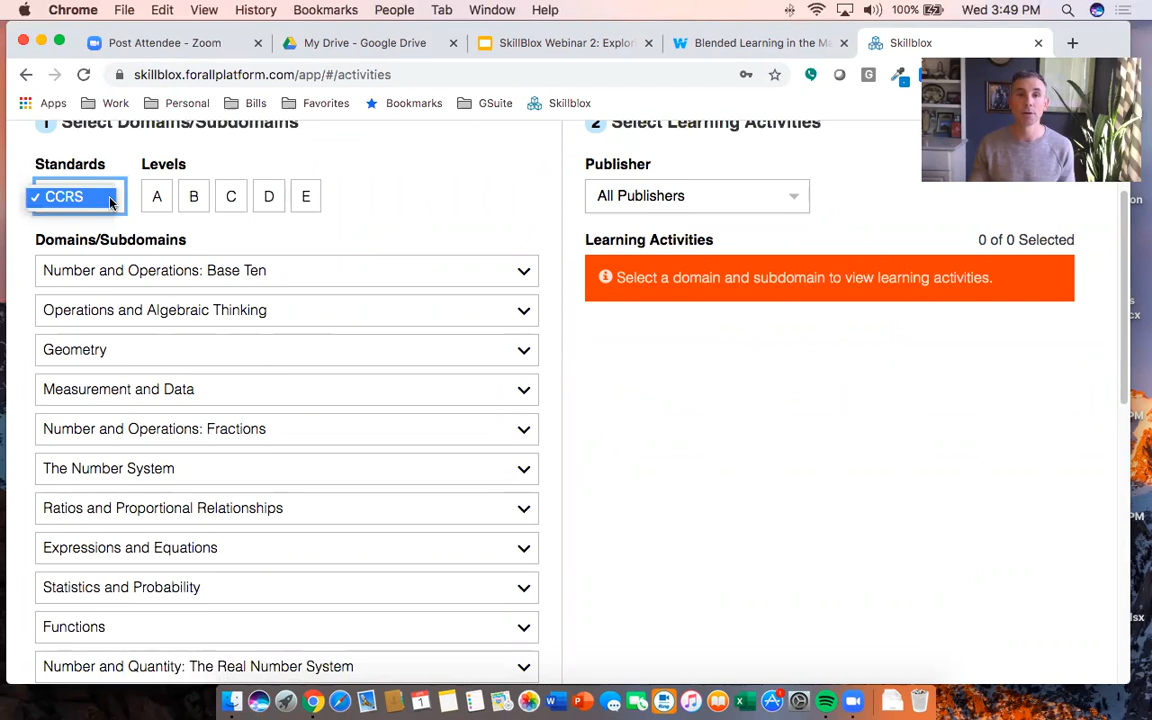 Chrome File Edit View History Bookmarks People Tab Window Help 100% Wed 3:49 PM
Post Attendee - Zoom × My Drive - Google Drive × SkillBlox Webinar 2: Explor × Blended Learning in the Ma × Skillblox × +
skillblox.forallplatform.com/app/#/activities
Apps Work Personal Bills Favorites Bookmarks GSuite Skillblox
1 Select Domains/Subdomains
2 Select Learning Activities
Standards Levels
✓ CCRS A B C D E
Publisher
All Publishers
Domains/Subdomains
Learning Activities 0 of 0 Selected
Number and Operations: Base Ten
Select a domain and subdomain to view learning activities.
Operations and Algebraic Thinking
Geometry
Measurement and Data
Number and Operations: Fractions
The Number System
Ratios and Proportional Relationships
Expressions and Equations
Statistics and Probability
Functions
Number and Quantity: The Real Number System